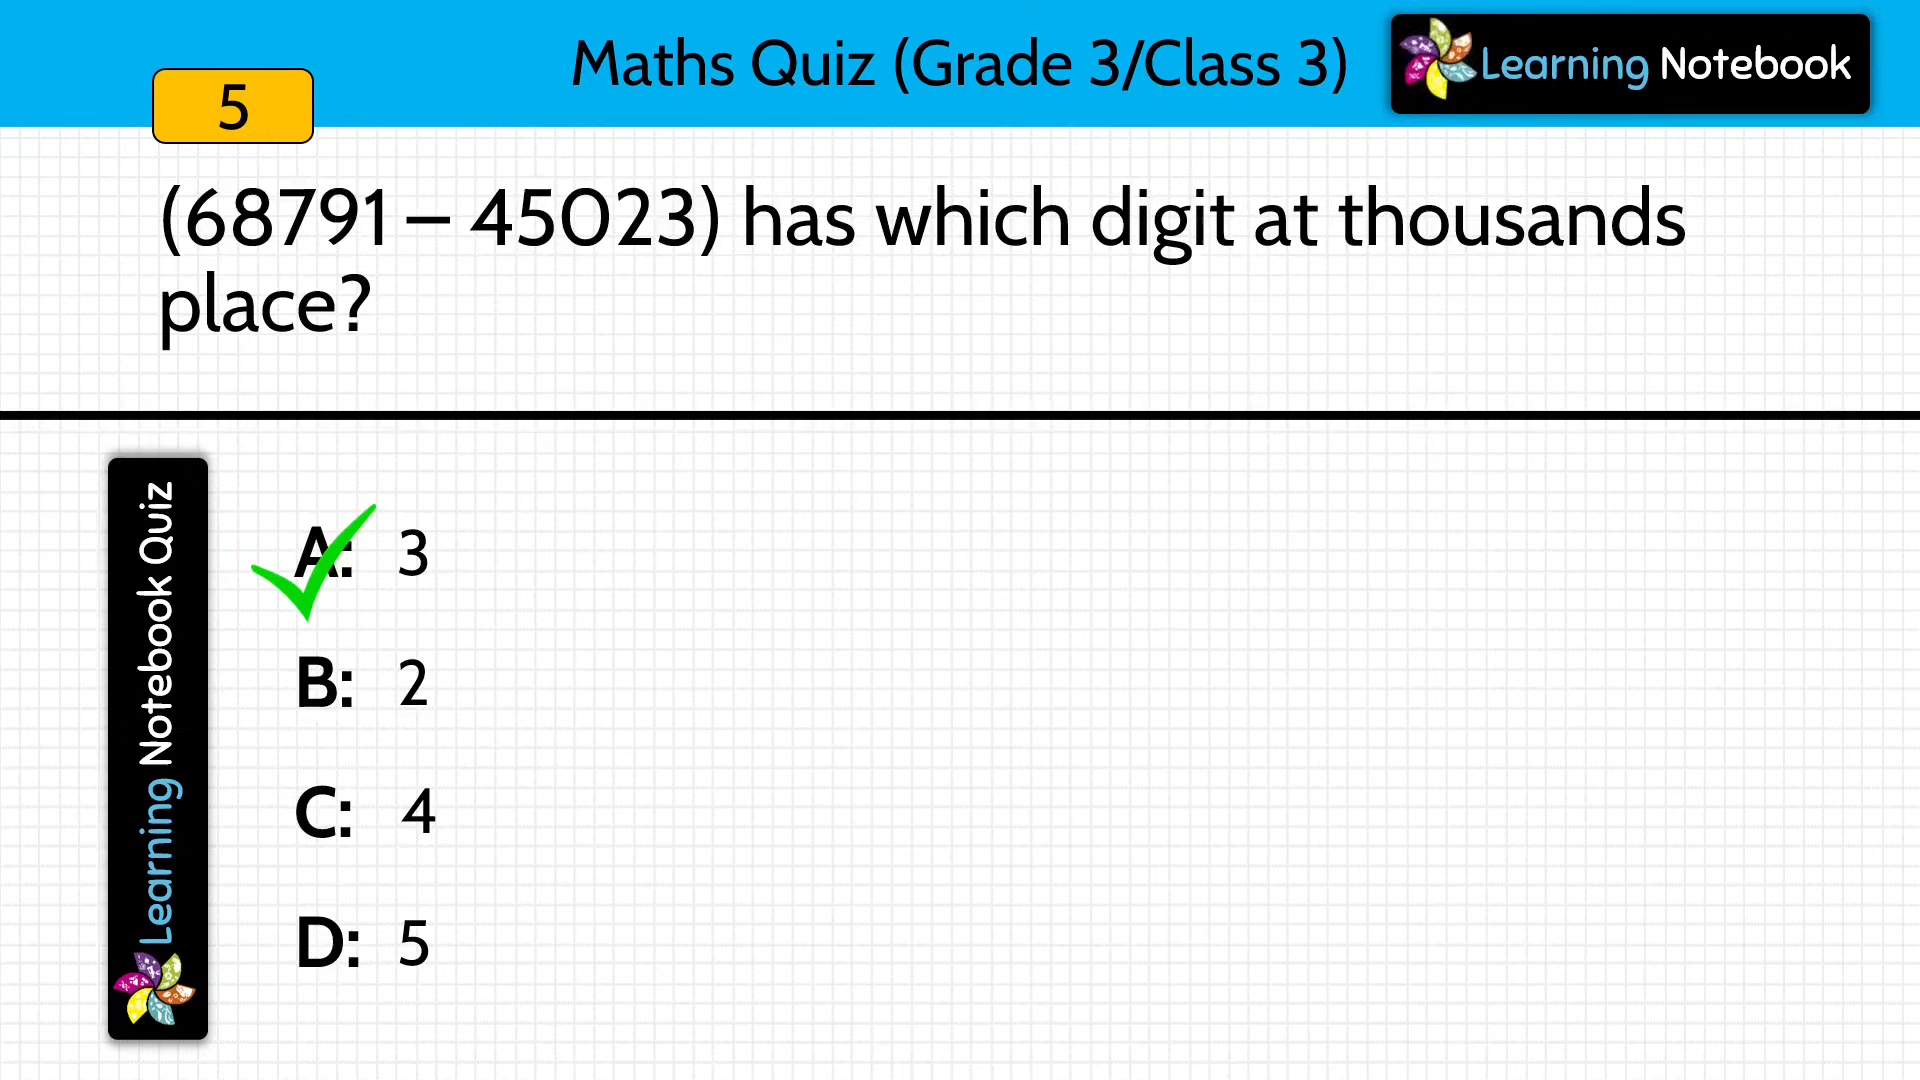 Maths Quiz (Grade 3/Class 3)
Learning Notebook
5
(68791 – 45023) has which digit at thousands
place?
Learning Notebook Quiz
A: 3
B: 2
C: 4
D: 5